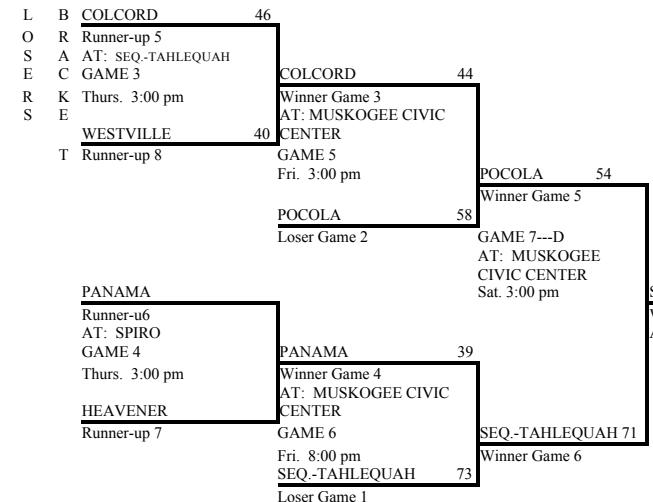 L B COLCORD 46
O R Runner-up 5
S A AT: SEQ.-TAHLEQUAH
E C GAME 3
R K Thurs. 3:00 pm
S E
WESTVILLE 40
T Runner-up 8
COLCORD 44
Winner Game 3
AT: MUSKOGEE CIVIC
CENTER
GAME 5
Fri. 3:00 pm
POCOLA 58
Loser Game 2
POCOLA 54
Winner Game 5
GAME 7---D
AT: MUSKOGEE
CIVIC CENTER
Sat. 3:00 pm
PANAMA
Runner-u6
AT: SPIRO
GAME 4
Thurs. 3:00 pm
HEAVENER
Runner-up 7
PANAMA 39
Winner Game 4
AT: MUSKOGEE CIVIC
CENTER
GAME 6
Fri. 8:00 pm
SEQ.-TAHLEQUAH 73
Loser Game 1
SEQ.-TAHLEQUAH 71
Winner Game 6